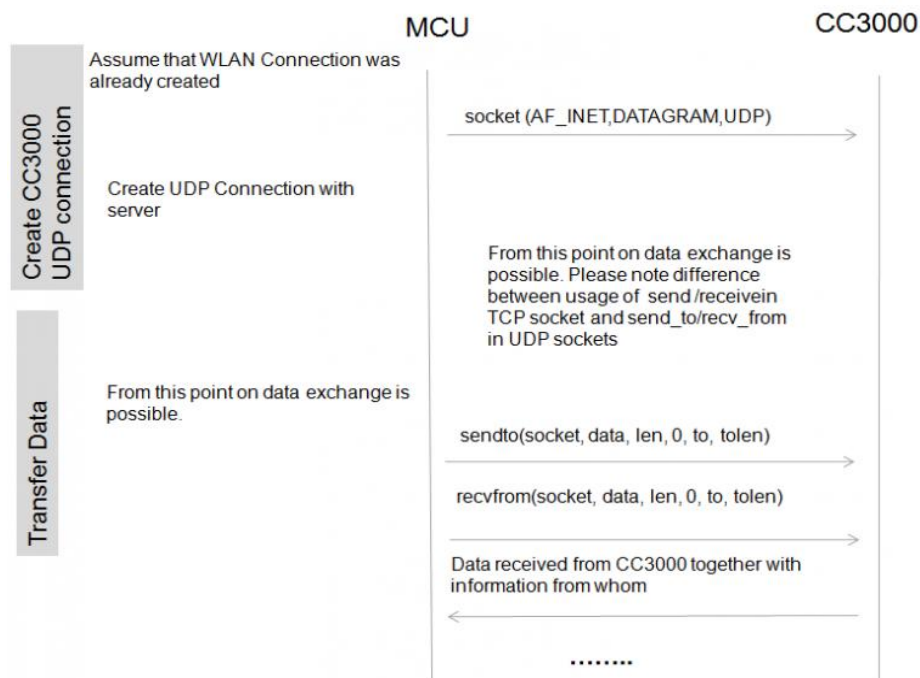 MCU
CC3000
Assume that WLAN Connection was
already created
Create CC3000
UDP connection
socket (AF_INET,DATAGRAM,UDP)
Create UDP Connection with
server
From this point on data exchange is
possible. Please note difference
between usage of send /receivein
TCP socket and send_to/recv_from
in UDP sockets
Transfer Data
From this point on data exchange is
possible.
sendto(socket, data, len, 0, to, tolen)
recvfrom(socket, data, len, 0, to, tolen)
Data received from CC3000 together with
information from whom
........